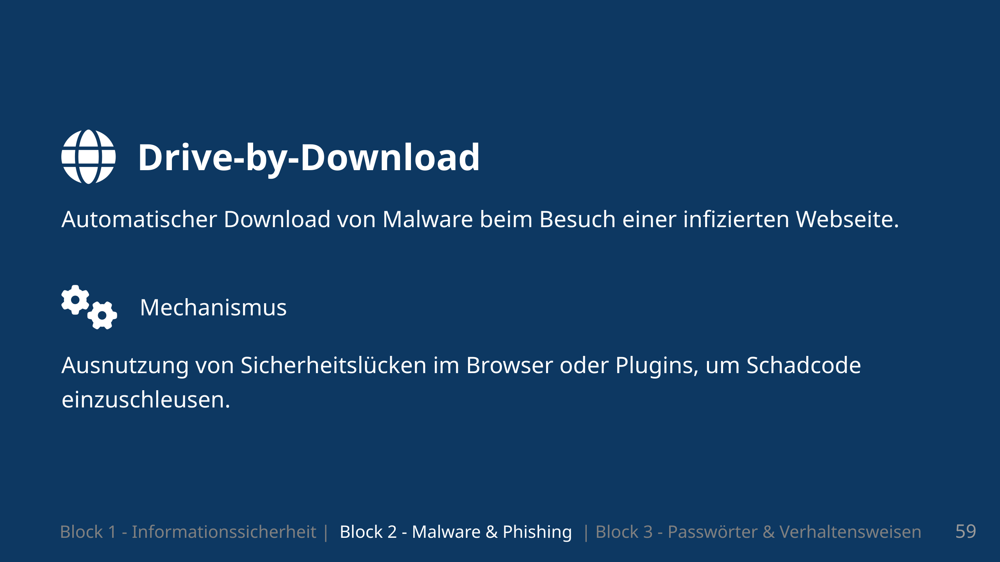 Drive-by-Download
Automatischer Download von Malware beim Besuch einer infizierten Webseite.
Mechanismus
Ausnutzung von Sicherheitslücken im Browser oder Plugins, um Schadcode
einzuschleusen.
Block 1 - Informationssicherheit | Block 2 - Malware & Phishing | Block 3 - Passwörter & Verhaltensweisen 59